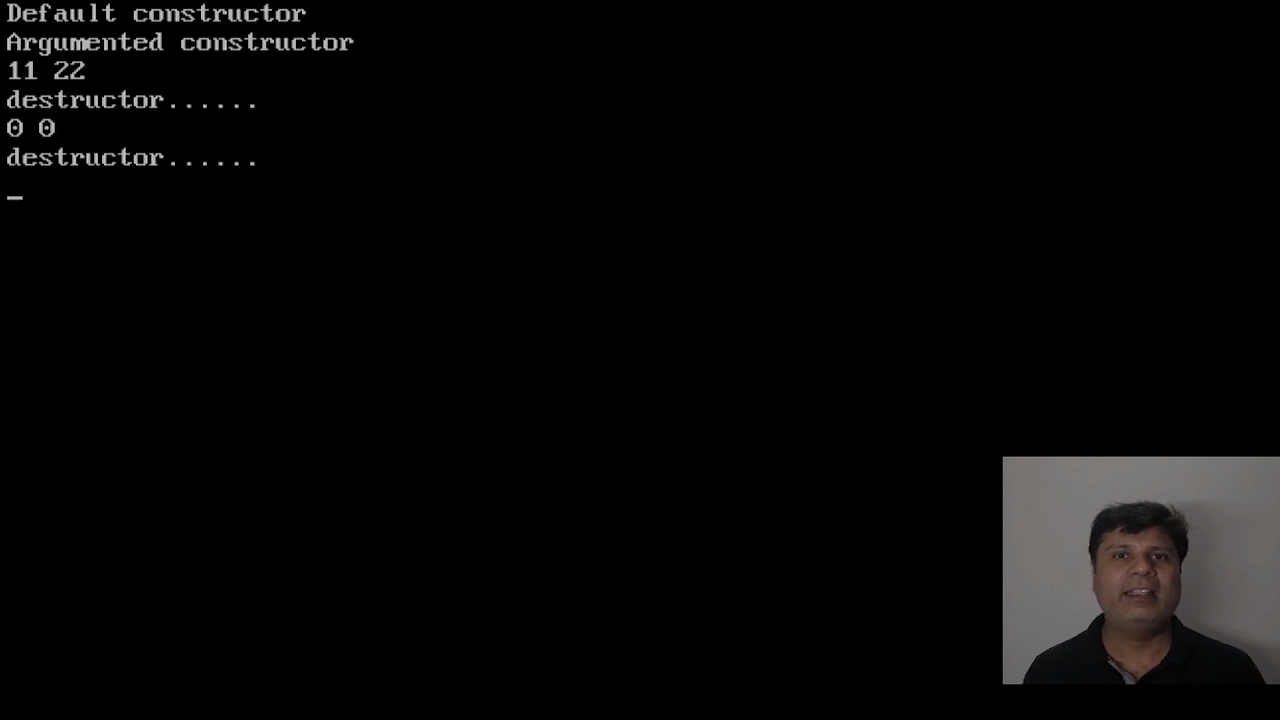 Default constructor
Argumented constructor
11 22
destructor......
0 0
destructor......
_